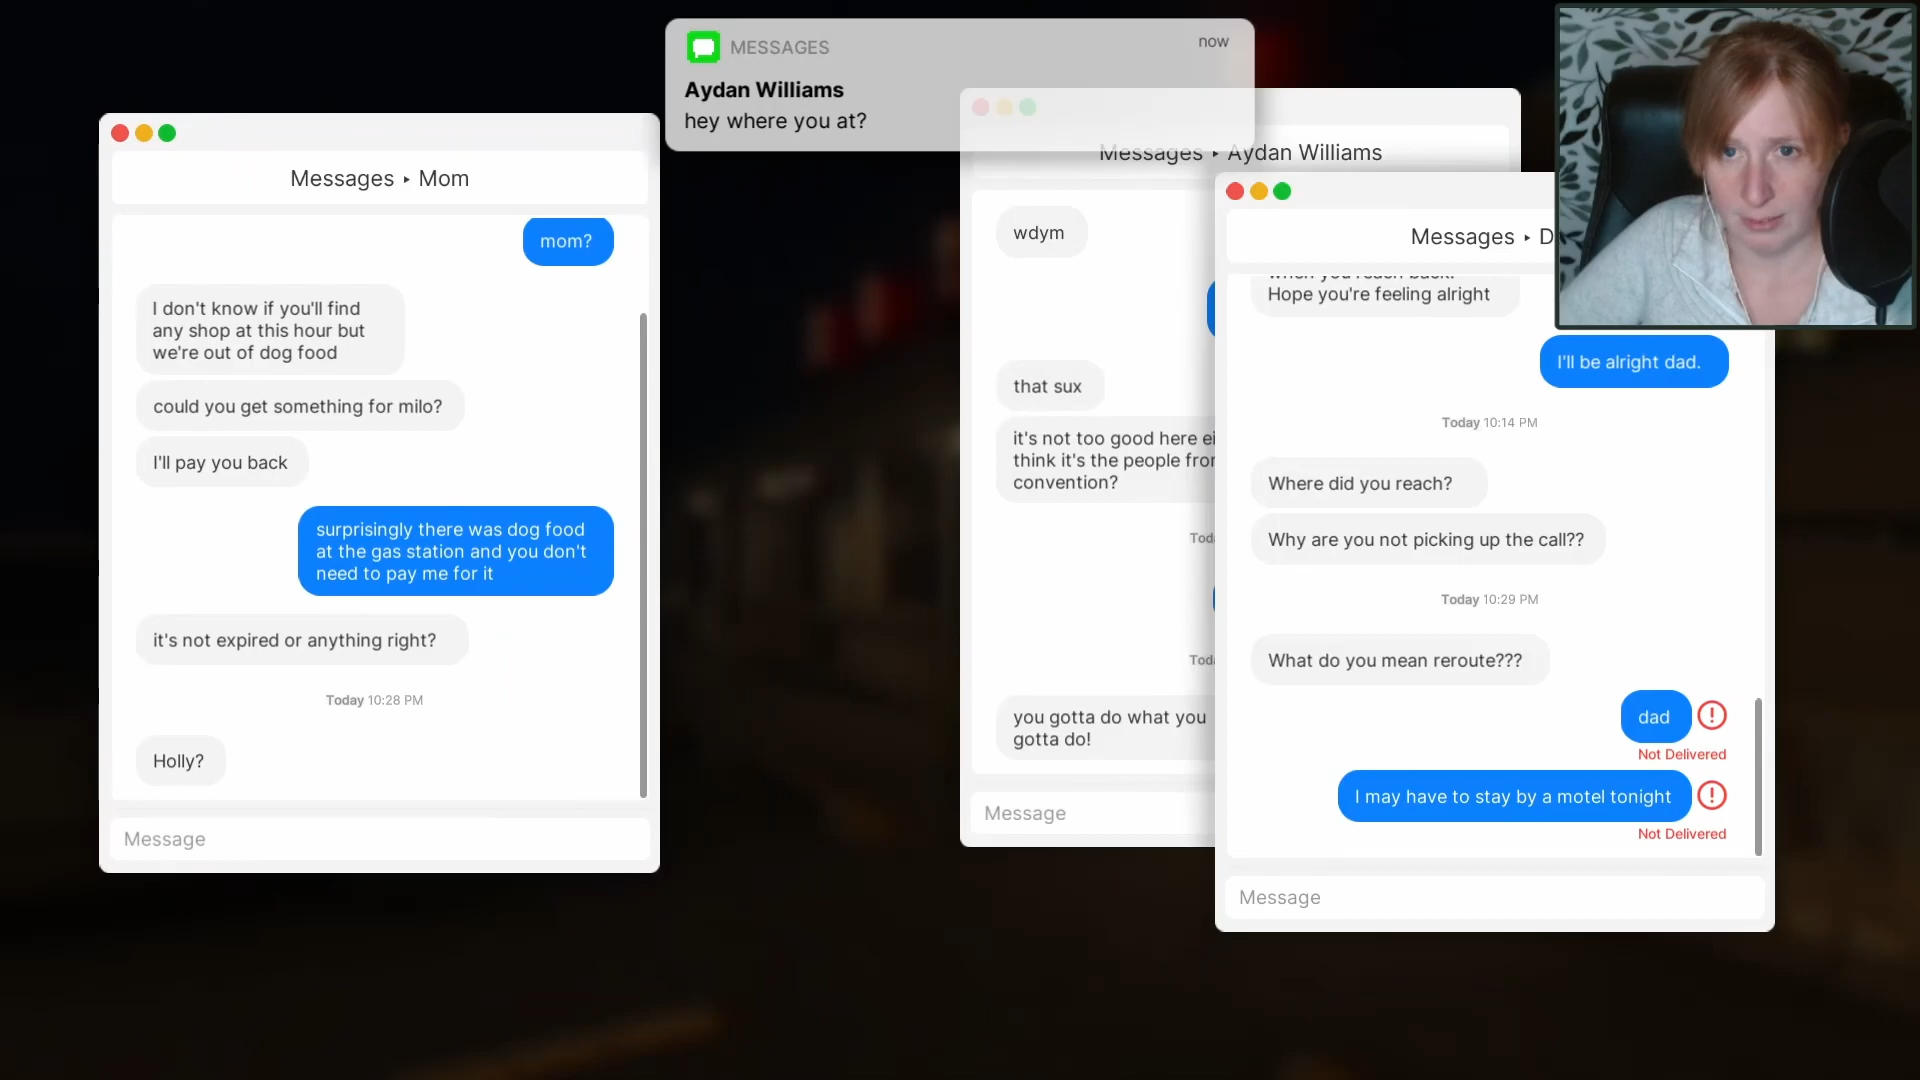 MESSAGES
now
Aydan Williams
hey where you at?
Messages ▸ Mom
mom?
I don't know if you'll find
any shop at this hour but
we're out of dog food
could you get something for milo?
I'll pay you back
surprisingly there was dog food
at the gas station and you don't
need to pay me for it
it's not expired or anything right?
Today 10:28 PM
Holly?
Message
Messages ▸ Aydan Williams
wdym
that sux
it's not too good here ei
think it's the people fro
convention?
you gotta do what you
gotta do!
Message
Messages ▸ D
when you reach back.
Hope you're feeling alright
I'll be alright dad.
Today 10:14 PM
Where did you reach?
Why are you not picking up the call??
Today 10:29 PM
What do you mean reroute???
dad
Not Delivered
I may have to stay by a motel tonight
Not Delivered
Message